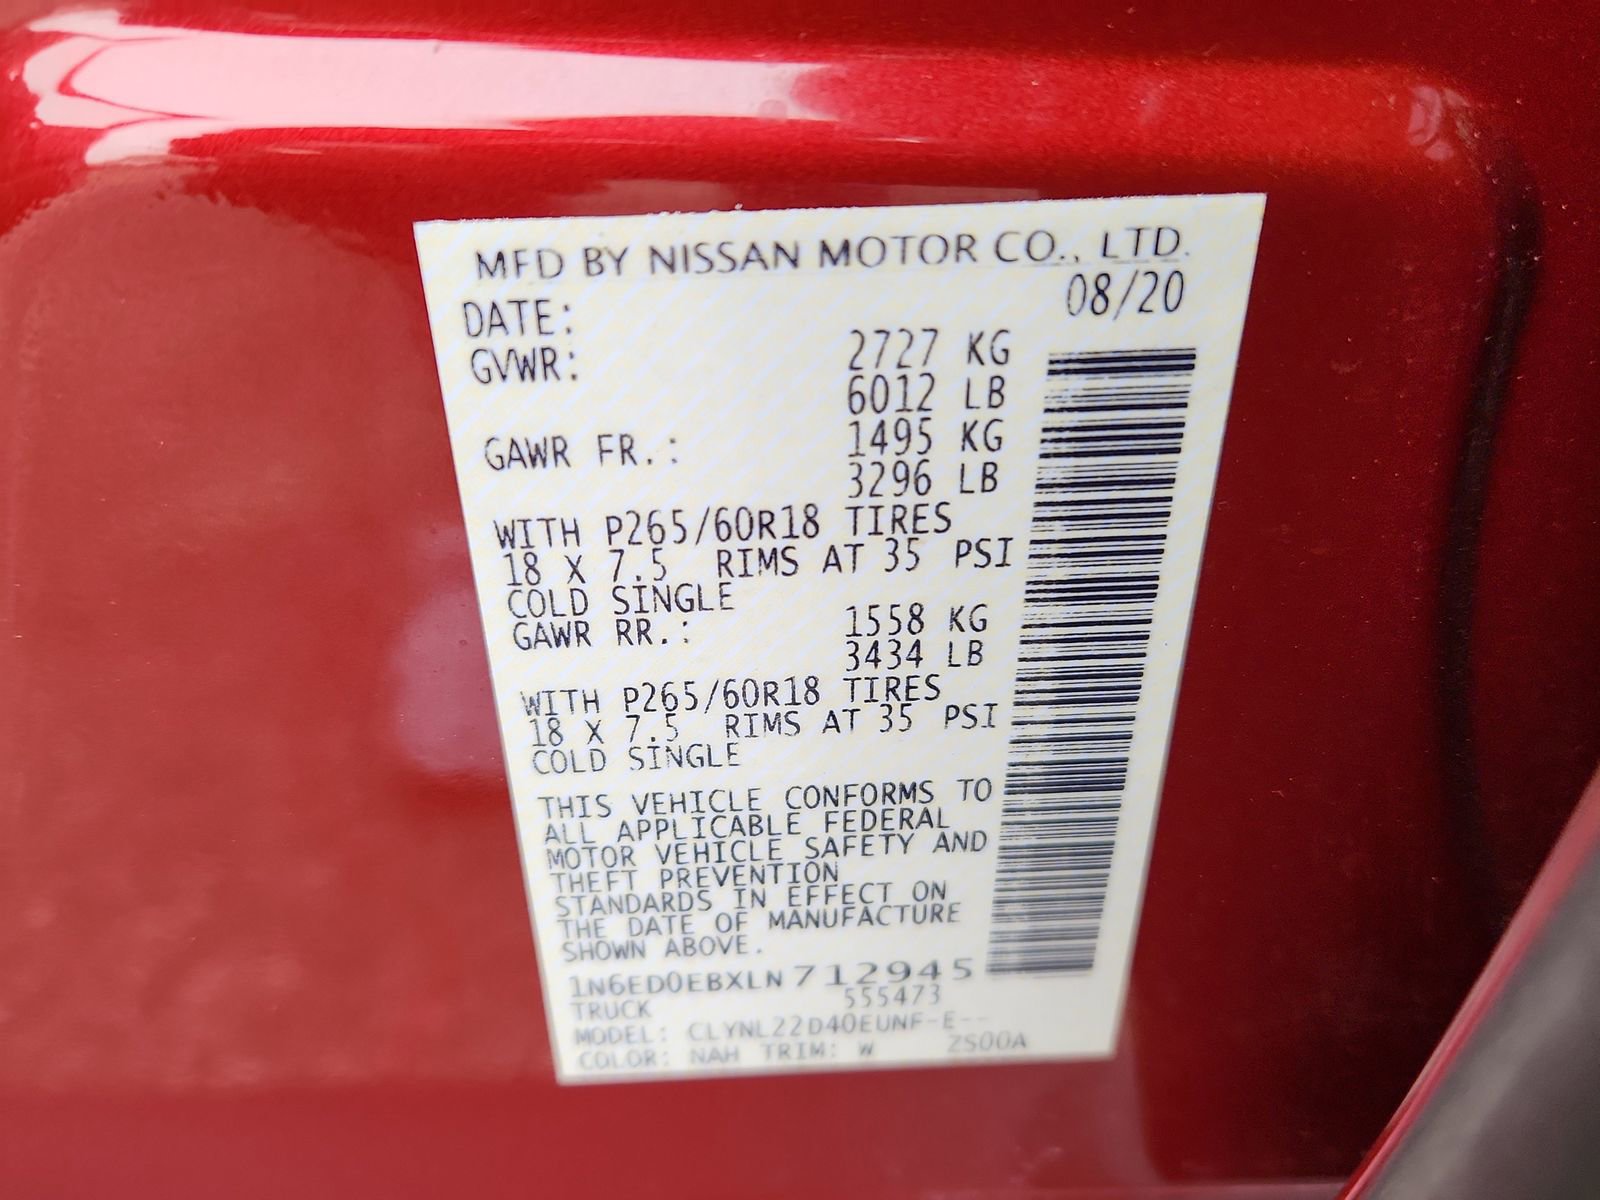 MFD BY NISSAN MOTOR CO., LTD.
DATE: 08/20
GVWR: 2727 KG
6012 LB
GAWR FR.: 1495 KG
3296 LB
WITH P265/60R18 TIRES
18 X 7.5 RIMS AT 35 PSI
COLD SINGLE
GAWR RR.: 1558 KG
3434 LB
WITH P265/60R18 TIRES
18 X 7.5 RIMS AT 35 PSI
COLD SINGLE
THIS VEHICLE CONFORMS TO
ALL APPLICABLE FEDERAL
MOTOR VEHICLE SAFETY AND
THEFT PREVENTION
STANDARDS IN EFFECT ON
THE DATE OF MANUFACTURE
SHOWN ABOVE.
1N6ED0EBXLN712945
TRUCK 555473
MODEL: CLYNL22D40EUNF-E--
COLOR: NAH TRIM: W ZS00A